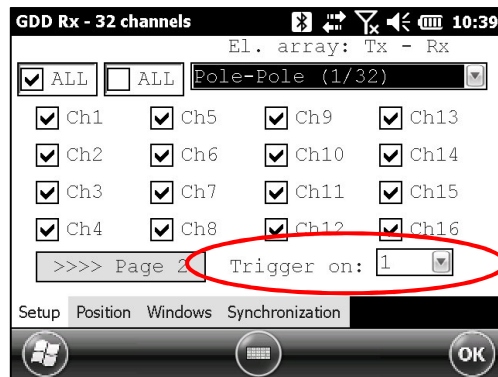 GDD Rx - 32 channels 10:39
El. array: Tx - Rx
ALL ALL Pole-Pole (1/32)
Ch1 Ch5 Ch9 Ch13
Ch2 Ch6 Ch10 Ch14
Ch3 Ch7 Ch11 Ch15
Ch4 Ch8 Ch12 Ch16
>>>> Page 2 Trigger on: 1
Setup Position Windows Synchronization
OK